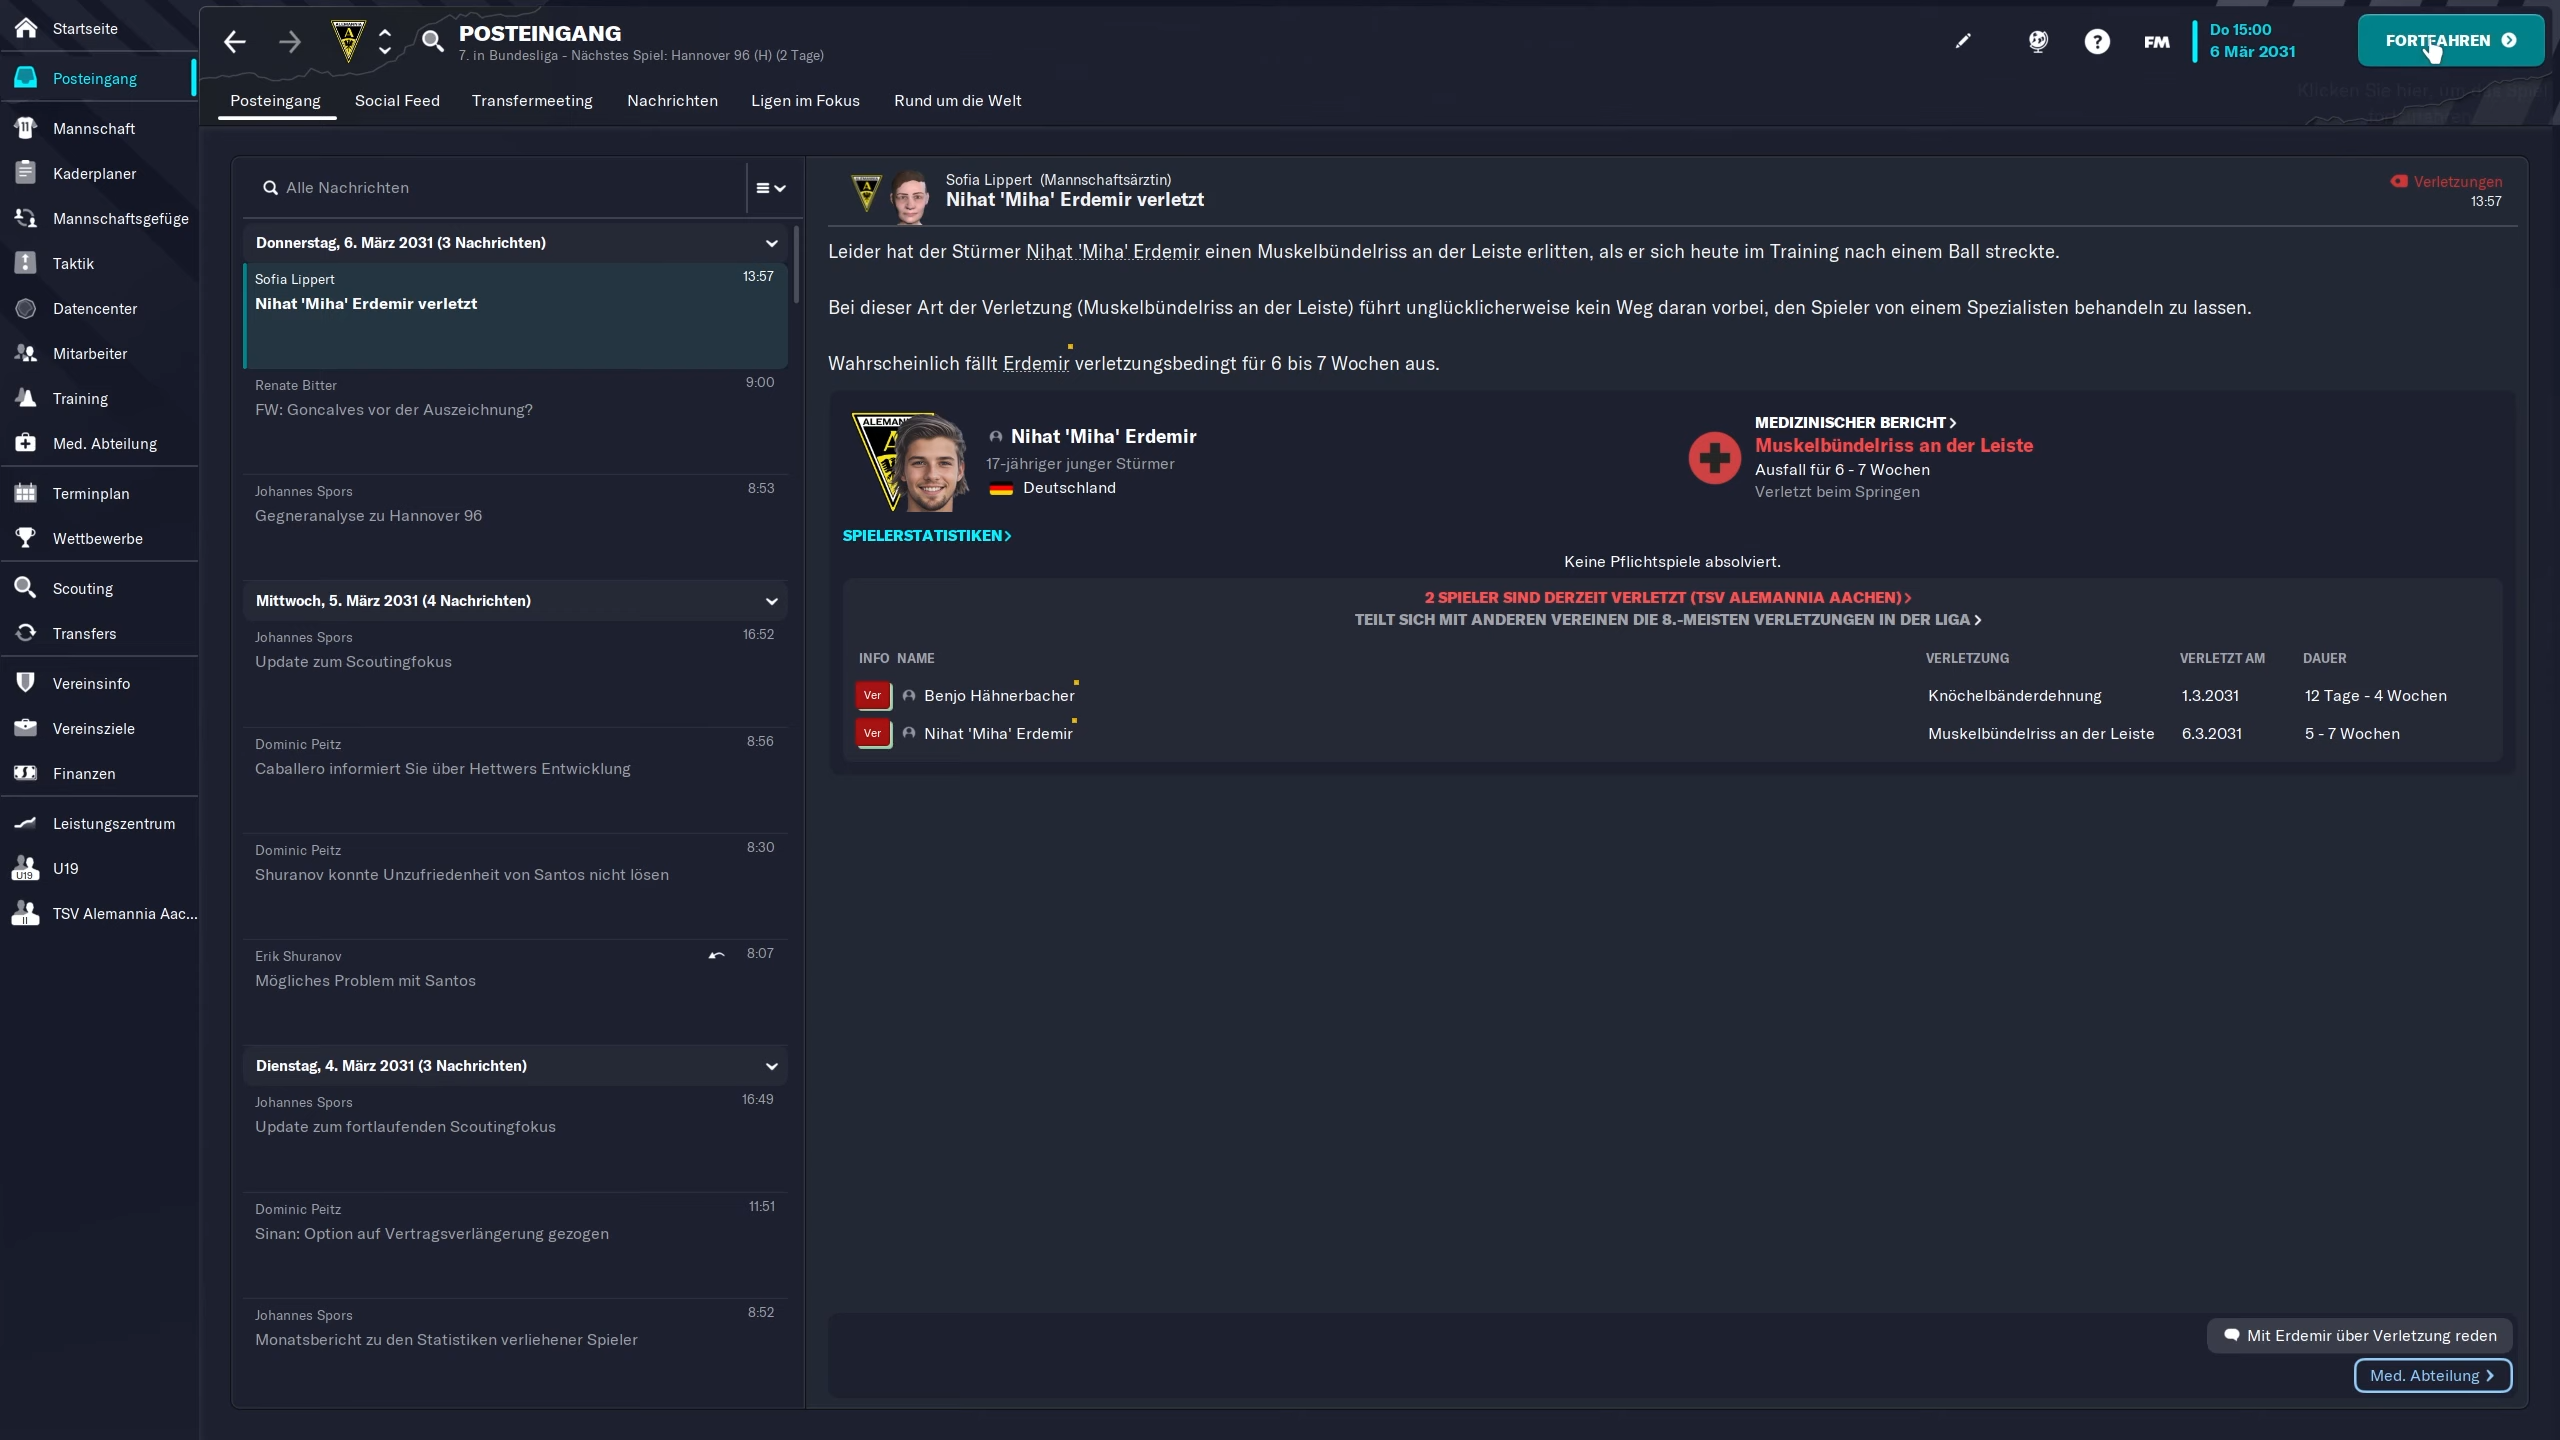 Startseite
Posteingang
Mannschaft
Kaderplaner
Mannschaftsgefüge
Taktik
Datencenter
Mitarbeiter
Training
Med. Abteilung
Terminplan
Wettbewerbe
Scouting
Transfers
Vereinsinfo
Vereinsziele
Finanzen
Leistungszentrum
U19
TSV Alemannia Aac...
POSTEINGANG
7. in Bundesliga - Nächstes Spiel: Hannover 96 (H) (2 Tage)
FM
Do 15:00
6 Mär 2031
FORTFAHREN
Klicken Sie hier, um das Spiel
Posteingang
Social Feed
Transfermeeting
Nachrichten
Ligen im Fokus
Rund um die Welt
Alle Nachrichten
Donnerstag, 6. März 2031 (3 Nachrichten)
Sofia Lippert 13:57
Nihat 'Miha' Erdemir verletzt
Renate Bitter 9:00
FW: Goncalves vor der Auszeichnung?
Johannes Spors 8:53
Gegneranalyse zu Hannover 96
Mittwoch, 5. März 2031 (4 Nachrichten)
Johannes Spors 16:52
Update zum Scoutingfokus
Dominic Peitz 8:56
Caballero informiert Sie über Hettwers Entwicklung
Dominic Peitz 8:30
Shuranov konnte Unzufriedenheit von Santos nicht lösen
Erik Shuranov 8:07
Mögliches Problem mit Santos
Dienstag, 4. März 2031 (3 Nachrichten)
Johannes Spors 16:49
Update zum fortlaufenden Scoutingfokus
Dominic Peitz 11:51
Sinan: Option auf Vertragsverlängerung gezogen
Johannes Spors 8:52
Monatsbericht zu den Statistiken verliehener Spieler
Sofia Lippert (Mannschaftsärztin)
Nihat 'Miha' Erdemir verletzt
Verletzungen
13:57
Leider hat der Stürmer Nihat 'Miha' Erdemir einen Muskelbündelriss an der Leiste erlitten, als er sich heute im Training nach einem Ball streckte.
Bei dieser Art der Verletzung (Muskelbündelriss an der Leiste) führt unglücklicherweise kein Weg daran vorbei, den Spieler von einem Spezialisten behandeln zu lassen.
Wahrscheinlich fällt Erdemir verletzungsbedingt für 6 bis 7 Wochen aus.
ALEMAN
Nihat 'Miha' Erdemir
17-jähriger junger Stürmer
Deutschland
MEDIZINISCHER BERICHT
Muskelbündelriss an der Leiste
Ausfall für 6 - 7 Wochen
Verletzt beim Springen
SPIELERSTATISTIKEN
Keine Pflichtspiele absolviert.
2 SPIELER SIND DERZEIT VERLETZT (TSV ALEMANNIA AACHEN)
TEILT SICH MIT ANDEREN VEREINEN DIE 8.-MEISTEN VERLETZUNGEN IN DER LIGA
INFO NAME VERLETZUNG VERLETZT AM DAUER
Ver Benjo Hähnerbacher Knöchelbänderdehnung 1.3.2031 12 Tage - 4 Wochen
Ver Nihat 'Miha' Erdemir Muskelbündelriss an der Leiste 6.3.2031 5 - 7 Wochen
Mit Erdemir über Verletzung reden
Med. Abteilung